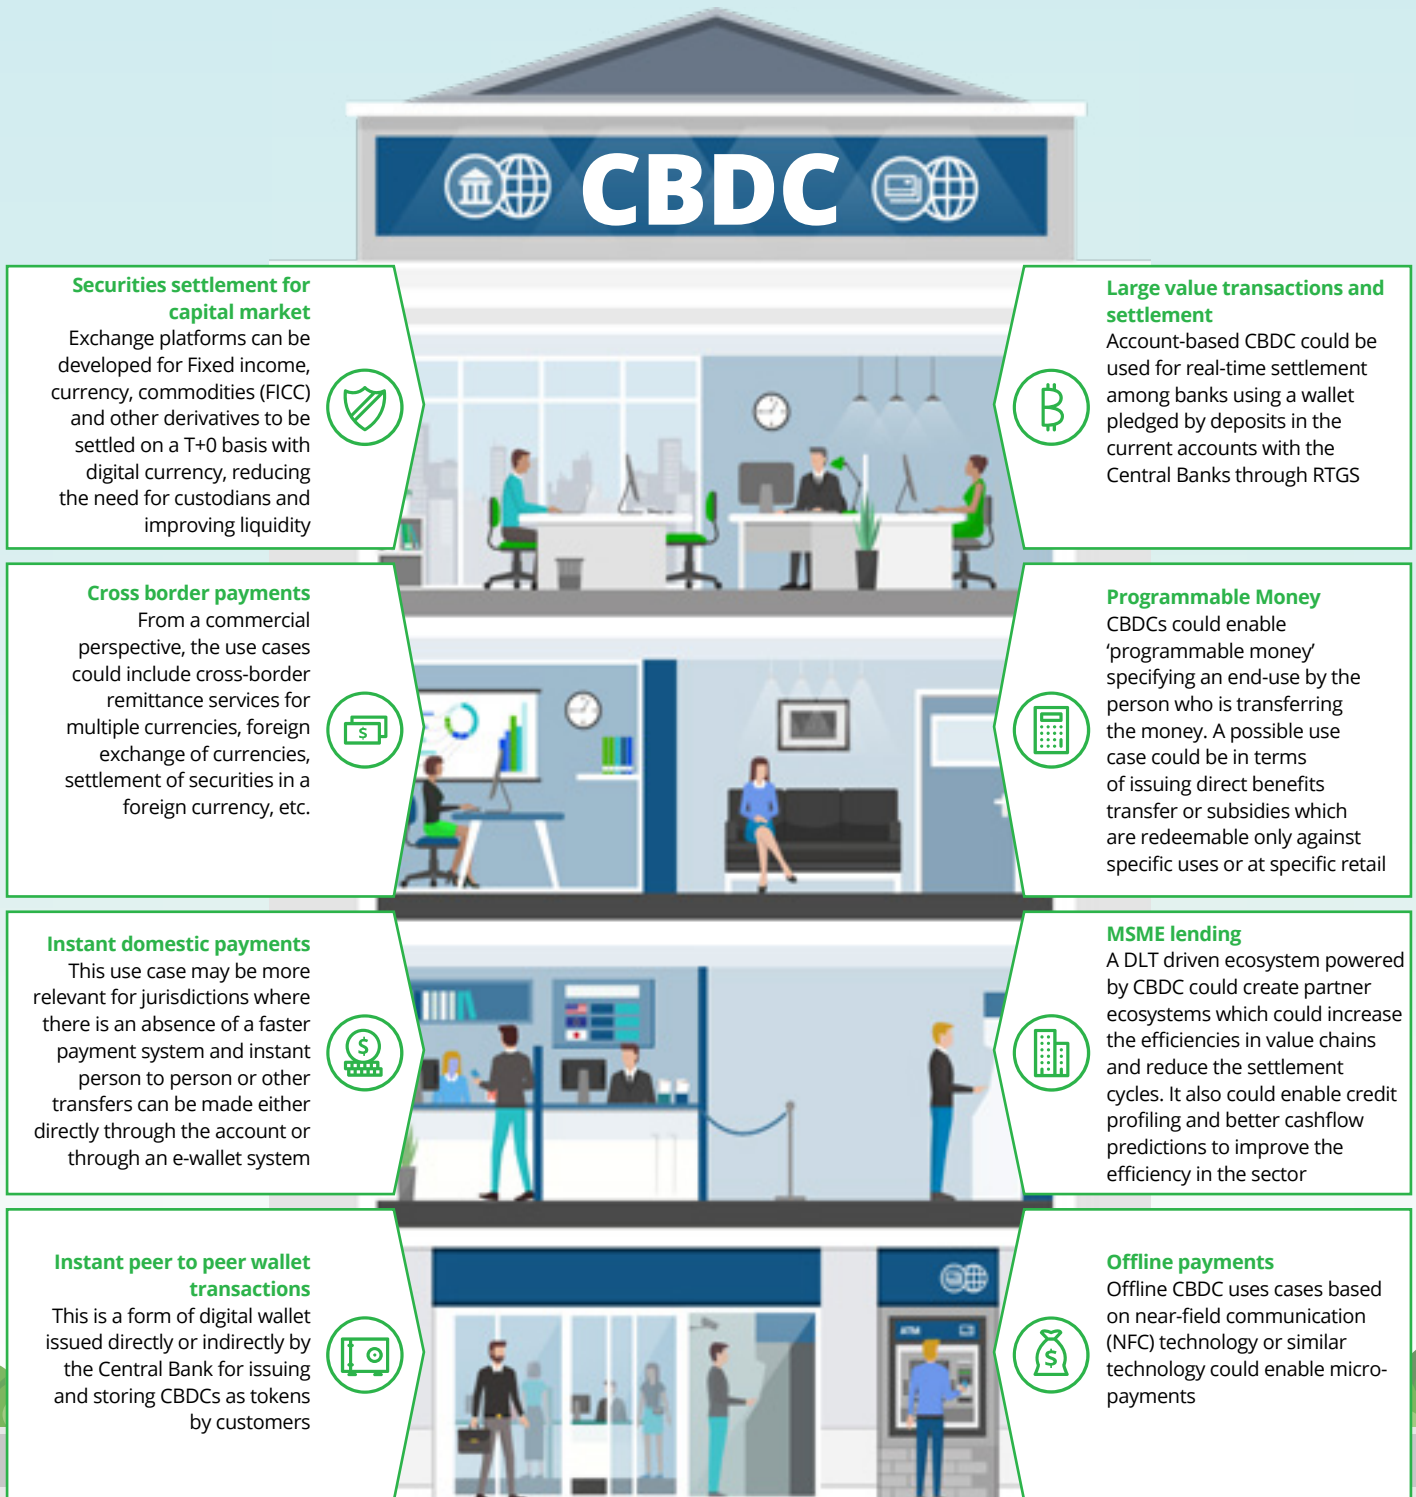 CBDC
Securities settlement for
capital market
Exchange platforms can be
developed for Fixed income,
currency, commodities (FICC)
and other derivatives to be
settled on a T+0 basis with
digital currency, reducing
the need for custodians and
improving liquidity
Large value transactions and
settlement
Account-based CBDC could be
used for real-time settlement
among banks using a wallet
pledged by deposits in the
current accounts with the
Central Banks through RTGS
Cross border payments
From a commercial
perspective, the use cases
could include cross-border
remittance services for
multiple currencies, foreign
exchange of currencies,
settlement of securities in a
foreign currency, etc.
Programmable Money
CBDCs could enable
‘programmable money’
specifying an end-use by the
person who is transferring
the money. A possible use
case could be in terms
of issuing direct benefits
transfer or subsidies which
are redeemable only against
specific uses or at specific retail
Instant domestic payments
This use case may be more
relevant for jurisdictions where
there is an absence of a faster
payment system and instant
person to person or other
transfers can be made either
directly through the account or
through an e-wallet system
MSME lending
A DLT driven ecosystem powered
by CBDC could create partner
ecosystems which could increase
the efficiencies in value chains
and reduce the settlement
cycles. It also could enable credit
profiling and better cashflow
predictions to improve the
efficiency in the sector
Instant peer to peer wallet
transactions
This is a form of digital wallet
issued directly or indirectly by
the Central Bank for issuing
and storing CBDCs as tokens
by customers
Offline payments
Offline CBDC uses cases based
on near-field communication
(NFC) technology or similar
technology could enable micro-
payments
ATM